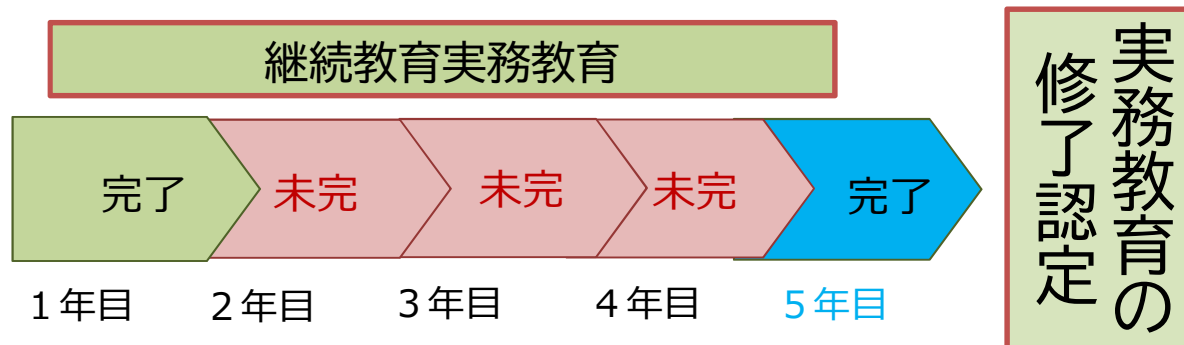 継続教育実務教育
完了
未完
未完
未完
完了
１年目
２年目
３年目
４年目
５年目
実務教育の
修了認定